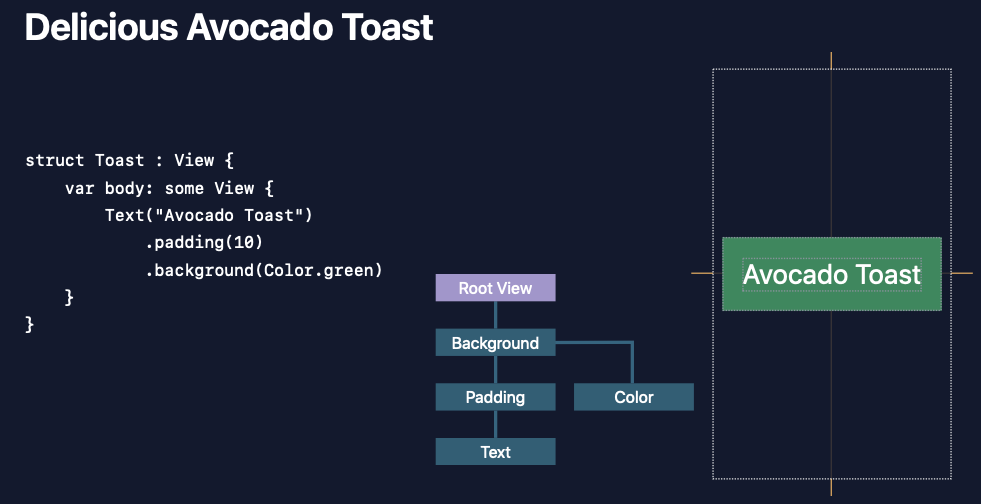 Delicious Avocado Toast
struct Toast : View {
    var body: some View {
        Text("Avocado Toast")
            .padding(10)
            .background(Color.green)
    }
}
Root View
Background
Padding
Color
Text
Avocado Toast